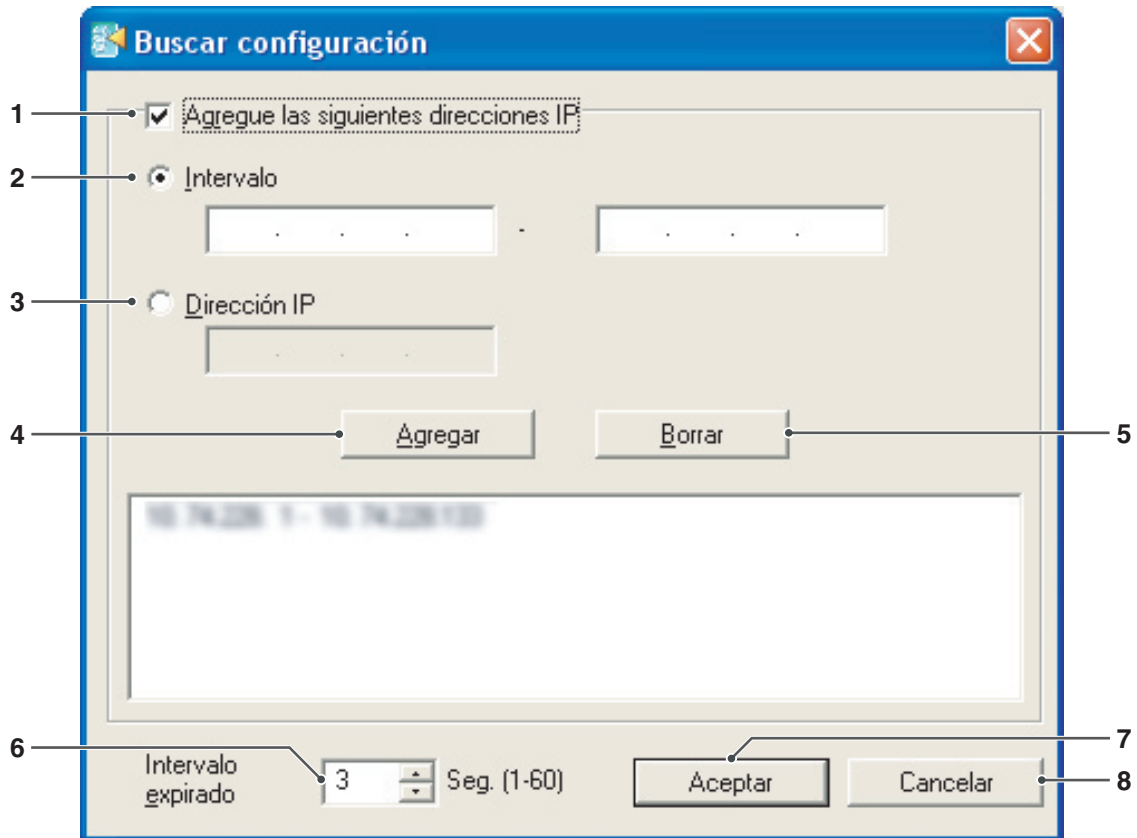 Buscar configuración
1 Agregue las siguientes direcciones IP
2 Intervalo
. . . - . . .
3 Dirección IP
. . .
4 Agregar Borrar 5
6 Intervalo expirado 3 Seg. (1-60) Aceptar 7 Cancelar 8